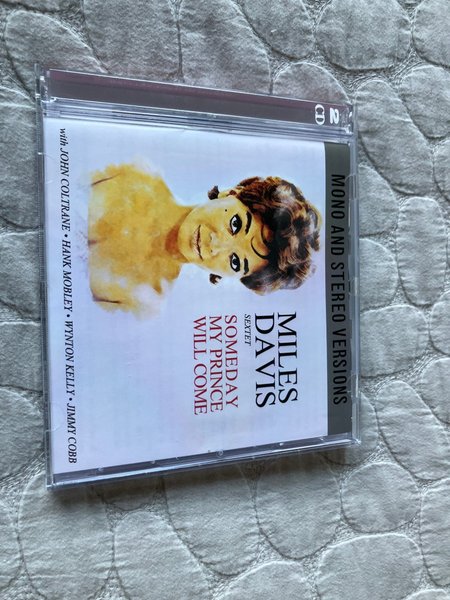 2 CD
MONO AND STEREO VERSIONS
MILES
DAVIS
SEXTET
SOMEDAY
MY PRINCE
WILL COME
with JOHN COLTRANE • HANK MOBLEY • WYNTON KELLY • JIMMY COBB